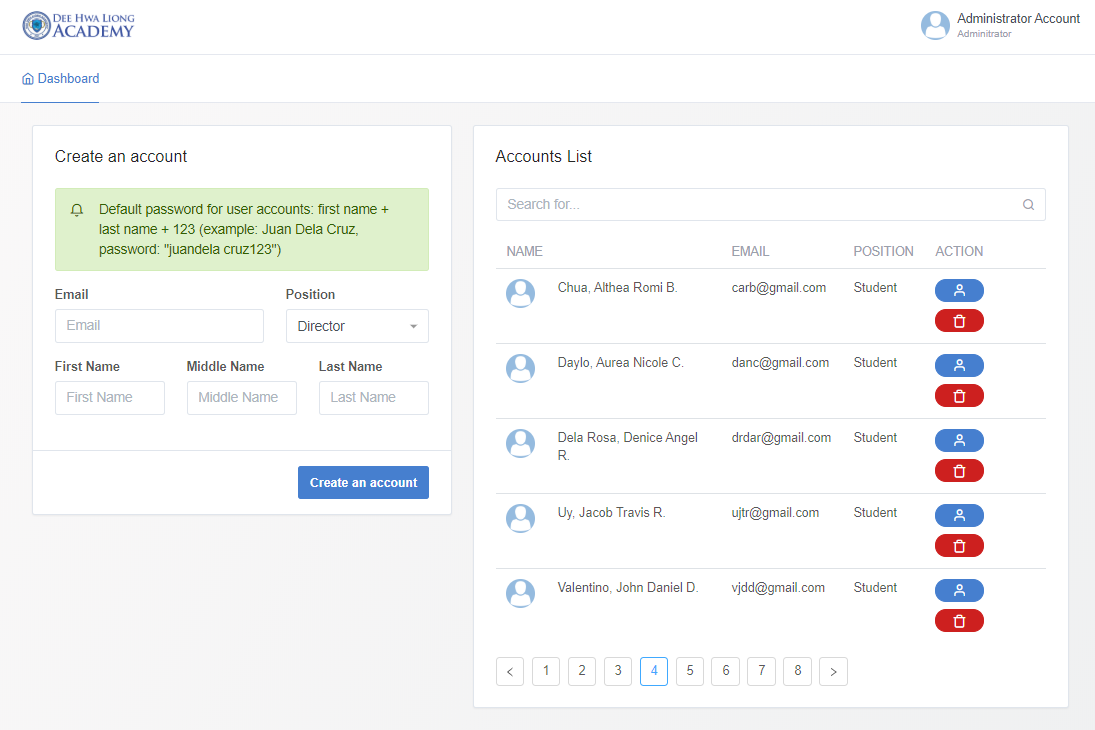 DEE HWA LIONG
ACADEMY
Administrator Account
Adminitrator
Dashboard
Create an account
Default password for user accounts: first name +
last name + 123 (example: Juan Dela Cruz,
password: "juandela cruz123")
Email
Position
Email
Director
First Name
Middle Name
Last Name
First Name
Middle Name
Last Name
Create an account
Accounts List
Search for...
NAME EMAIL POSITION ACTION
Chua, Althea Romi B. carb@gmail.com Student
Daylo, Aurea Nicole C. danc@gmail.com Student
Dela Rosa, Denice Angel drdar@gmail.com Student
R.
Uy, Jacob Travis R. ujtr@gmail.com Student
Valentino, John Daniel D. vjdd@gmail.com Student
< 1 2 3 4 5 6 7 8 >